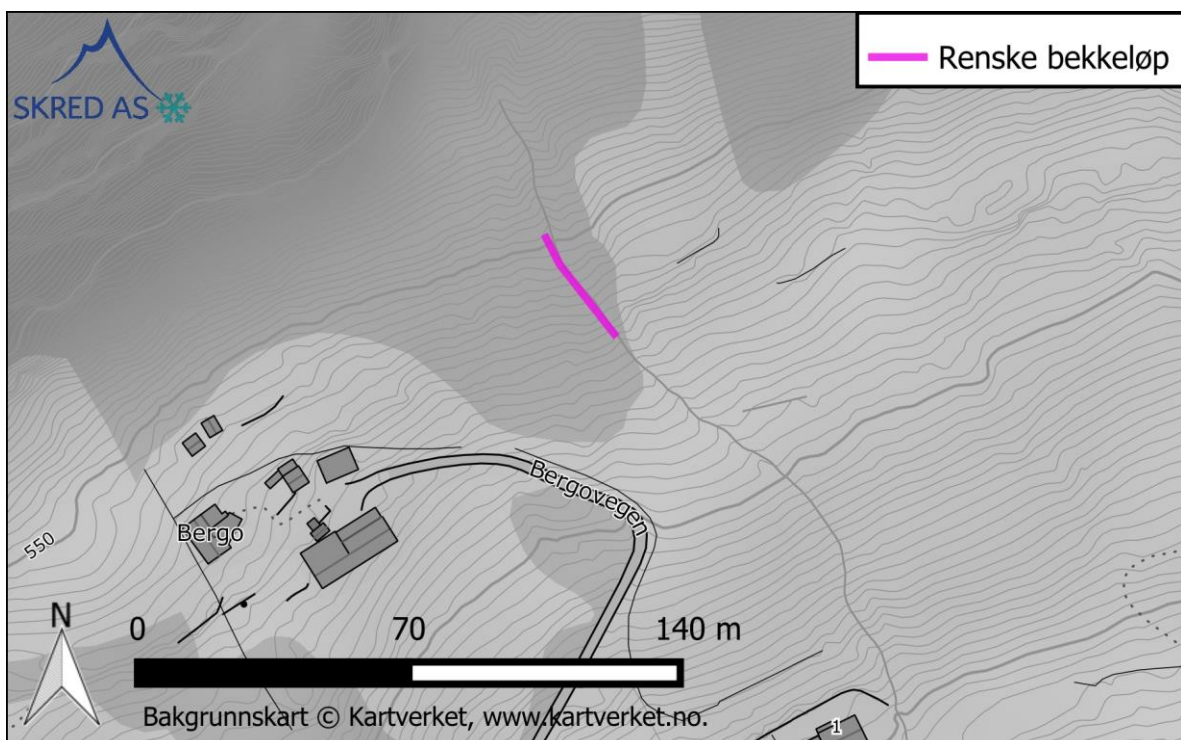 SKRED AS
Renske bekkeløp
Bergovegen
Bergo
550
N
0 70 140 m
Bakgrunnskart © Kartverket, www.kartverket.no.
1